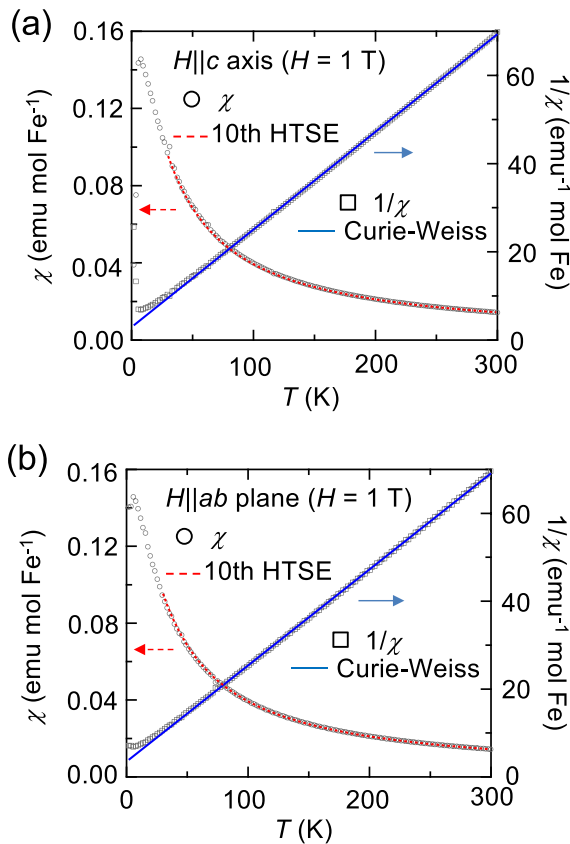 (a)
H||c axis (H = 1 T)
χ
10th HTSE
1/χ
Curie-Weiss
0.16
0.12
0.08
0.04
0.00
χ (emu mol Fe⁻¹)
60
40
20
0
1/χ (emu⁻¹ mol Fe)
0 100 200 300
T (K)
(b)
H||ab plane (H = 1 T)
χ
10th HTSE
1/χ
Curie-Weiss
0.16
0.12
0.08
0.04
0.00
χ (emu mol Fe⁻¹)
60
40
20
0
1/χ (emu⁻¹ mol Fe)
0 100 200 300
T (K)